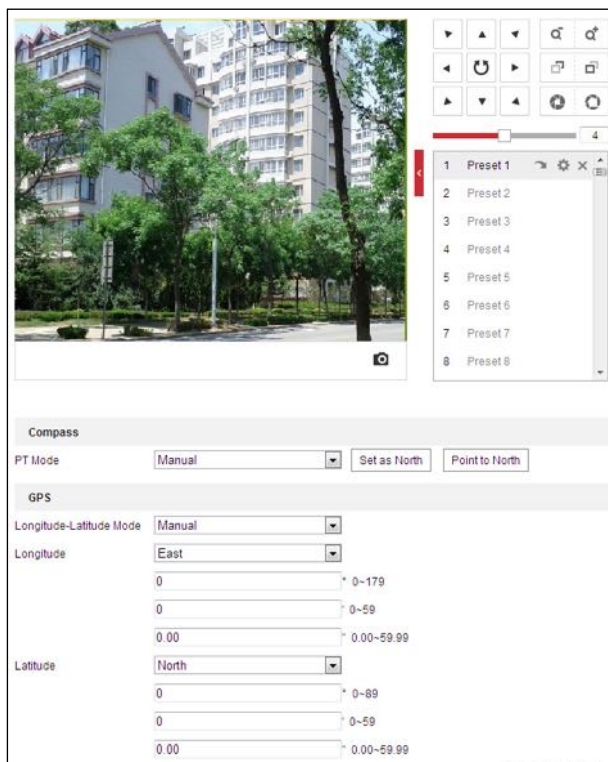 4
1 Preset 1
2 Preset 2
3 Preset 3
4 Preset 4
5 Preset 5
6 Preset 6
7 Preset 7
8 Preset 8
Compass
PT Mode Manual Set as North Point to North
GPS
Longitude-Latitude Mode Manual
Longitude East
0 ° 0~179
0 ' 0~59
0.00 " 0.00~59.99
Latitude North
0 ° 0~89
0 ' 0~59
0.00 " 0.00~59.99